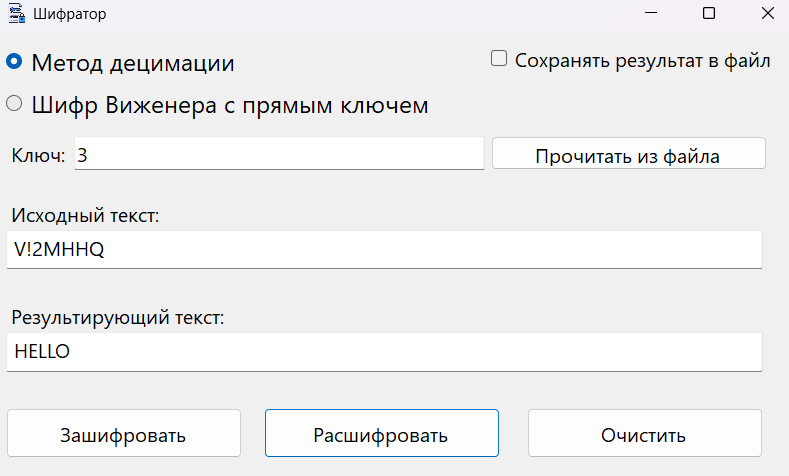 Шифратор
Метод децимации
Сохранять результат в файл
Шифр Виженера с прямым ключем
Ключ: 3
Прочитать из файла
Исходный текст:
V!2MHHQ
Результирующий текст:
HELLO
Зашифровать
Расшифровать
Очистить